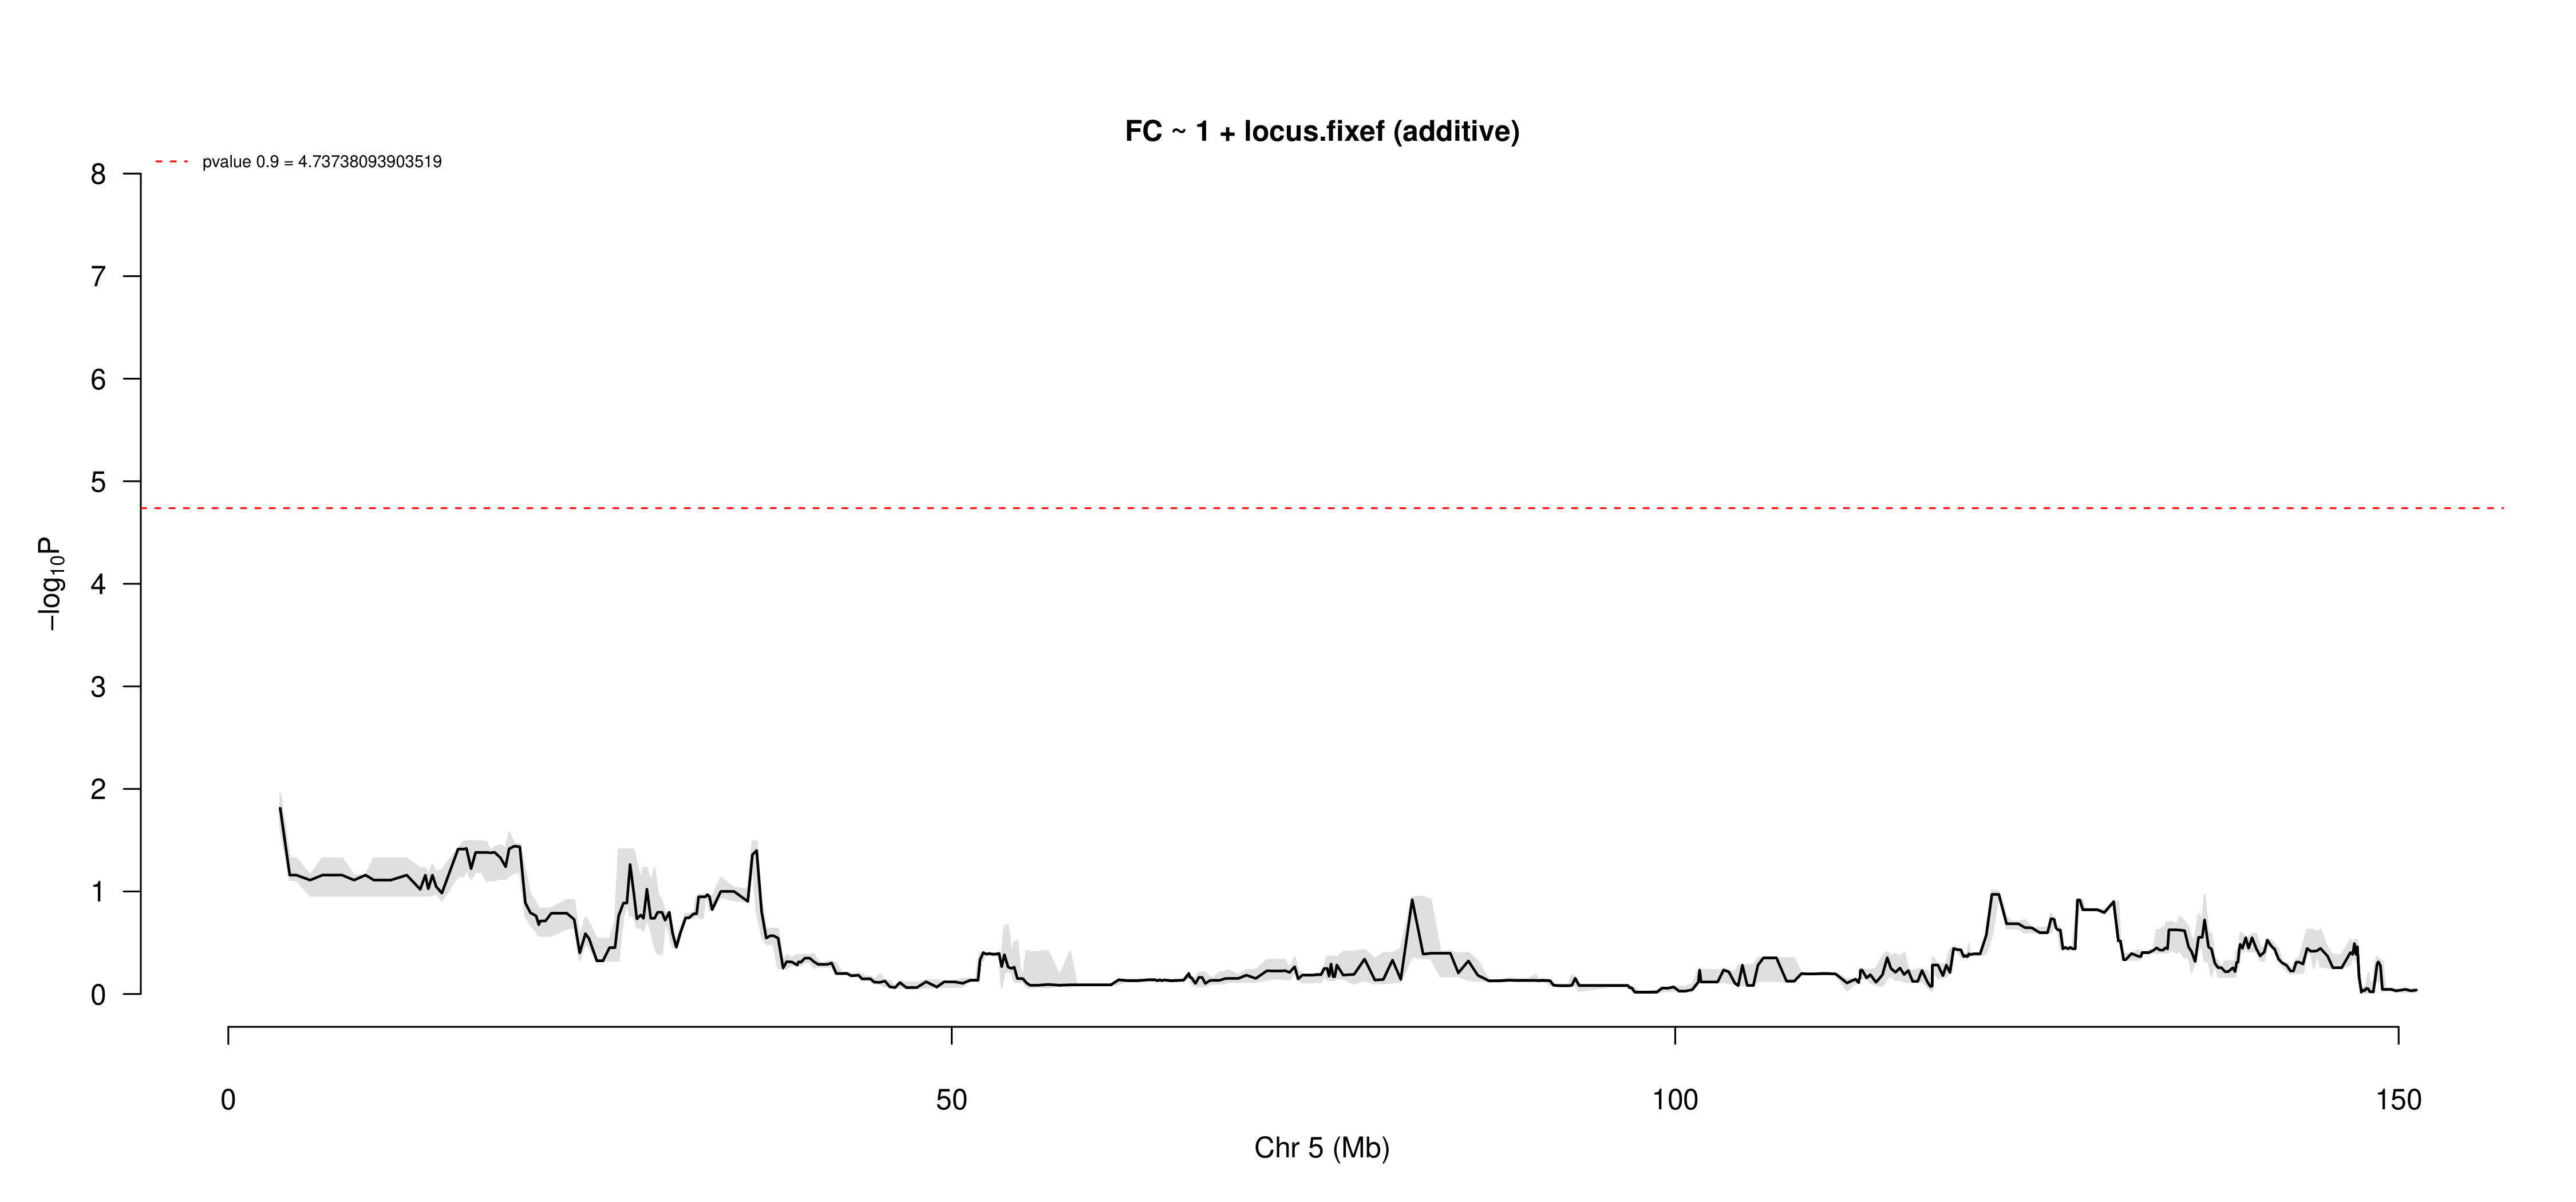 FC ~ 1 + locus.fixef (additive)
pvalue 0.9 = 4.73738093903519
8
7
6
5
4
3
2
1
0
−log10P
0 50 100 150
Chr 5 (Mb)